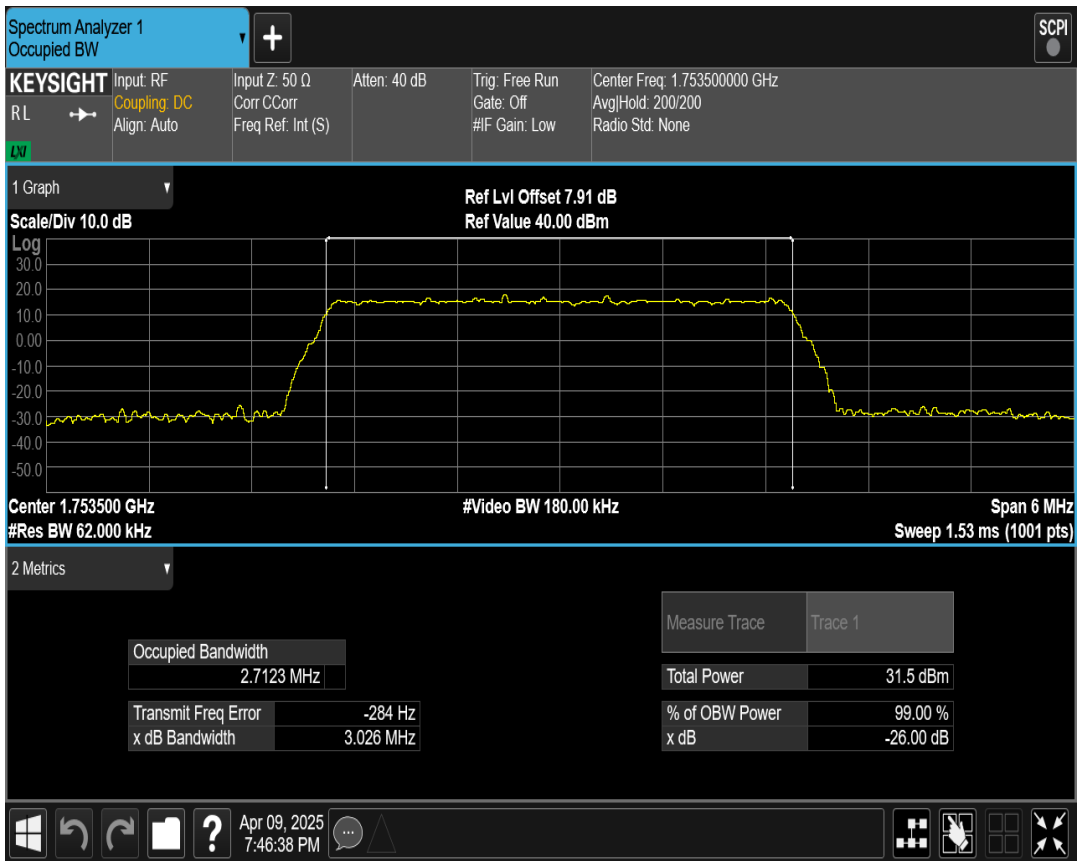 Spectrum Analyzer 1
Occupied BW
+
SCPI
KEYSIGHT
R L
LXI
Input: RF
Coupling: DC
Align: Auto
Input Z: 50 Ω
Corr CCorr
Freq Ref: Int (S)
Atten: 40 dB
Trig: Free Run
Gate: Off
#IF Gain: Low
Center Freq: 1.753500000 GHz
Avg|Hold: 200/200
Radio Std: None
1 Graph
Scale/Div 10.0 dB
Ref Lvl Offset 7.91 dB
Ref Value 40.00 dBm
Log
30.0
20.0
10.0
0.00
-10.0
-20.0
-30.0
-40.0
-50.0
Center 1.753500 GHz
#Video BW 180.00 kHz
Span 6 MHz
#Res BW 62.000 kHz
Sweep 1.53 ms (1001 pts)
2 Metrics
Measure Trace Trace 1
Occupied Bandwidth
2.7123 MHz
Total Power 31.5 dBm
Transmit Freq Error -284 Hz
% of OBW Power 99.00 %
x dB Bandwidth 3.026 MHz
x dB -26.00 dB
?
Apr 09, 2025
7:46:38 PM